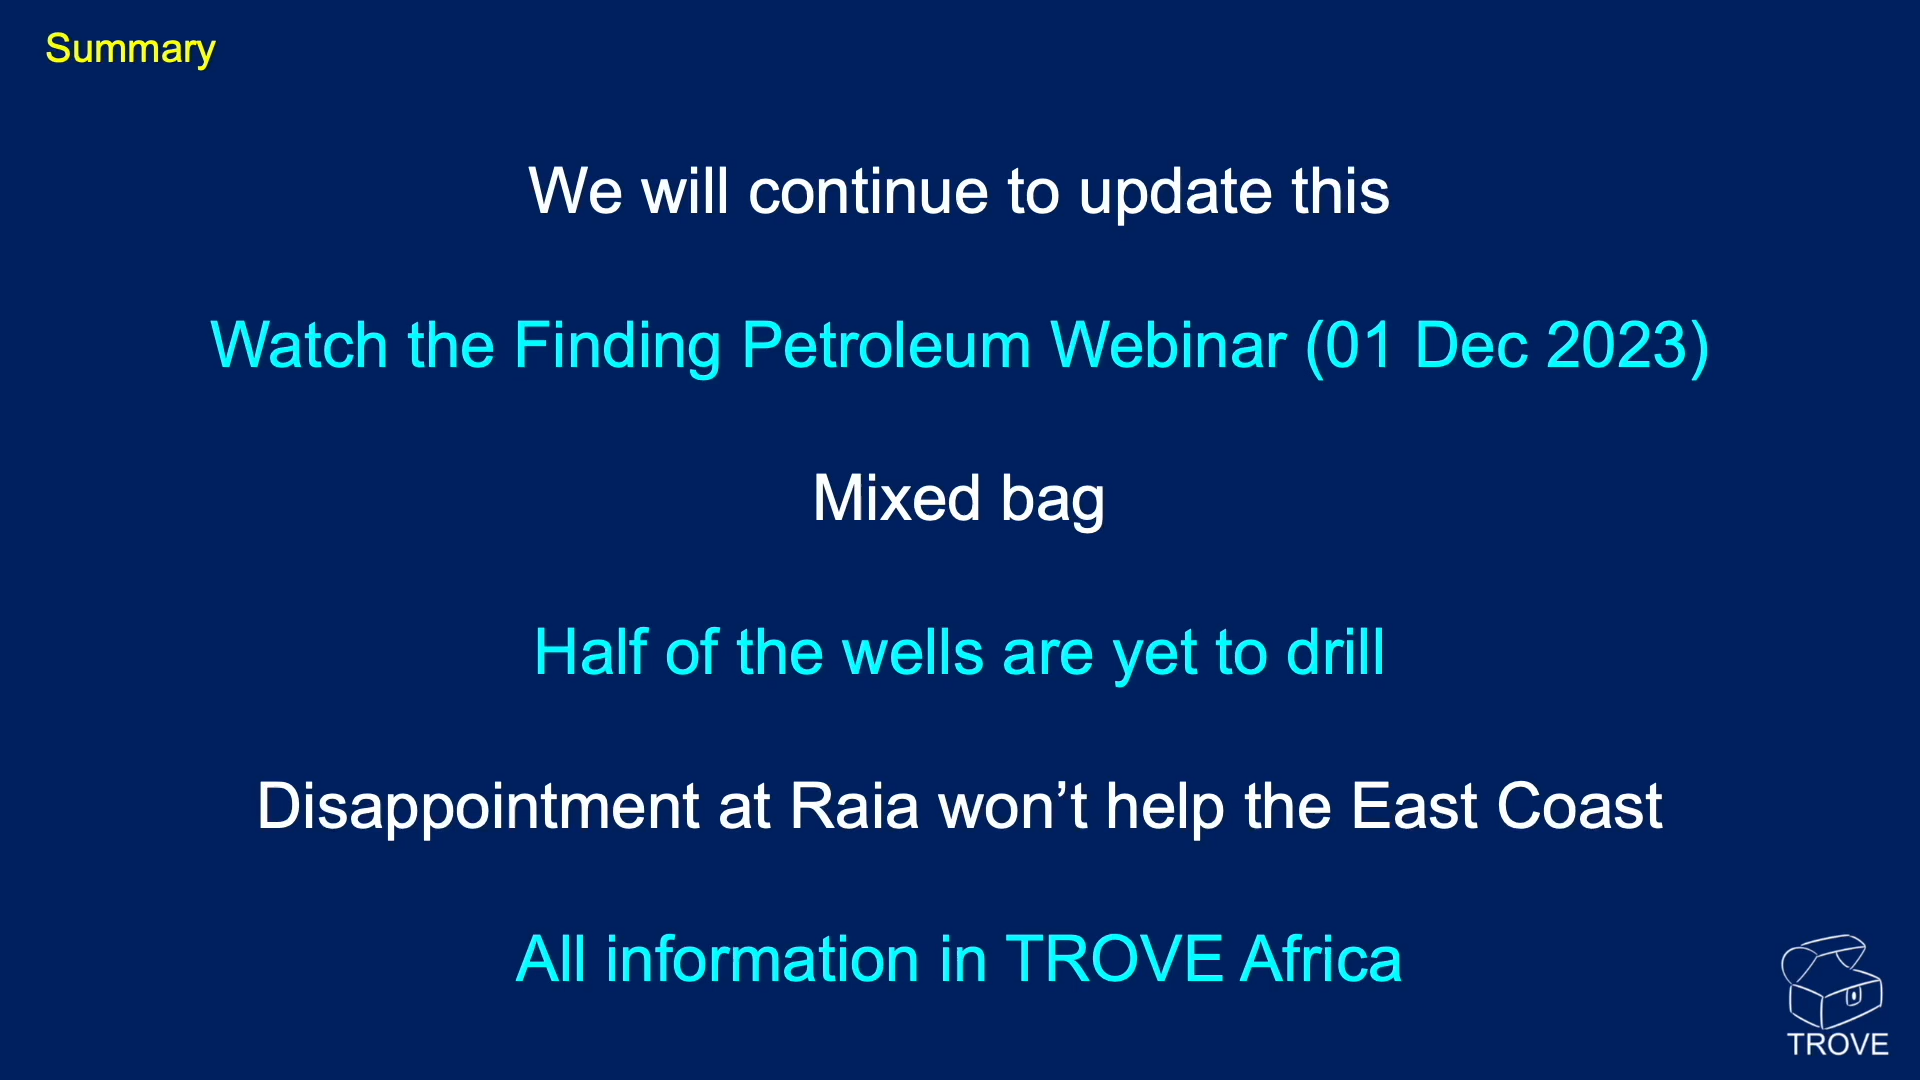 Summary
We will continue to update this
Watch the Finding Petroleum Webinar (01 Dec 2023)
Mixed bag
Half of the wells are yet to drill
Disappointment at Raia won’t help the East Coast
All information in TROVE Africa
TROVE